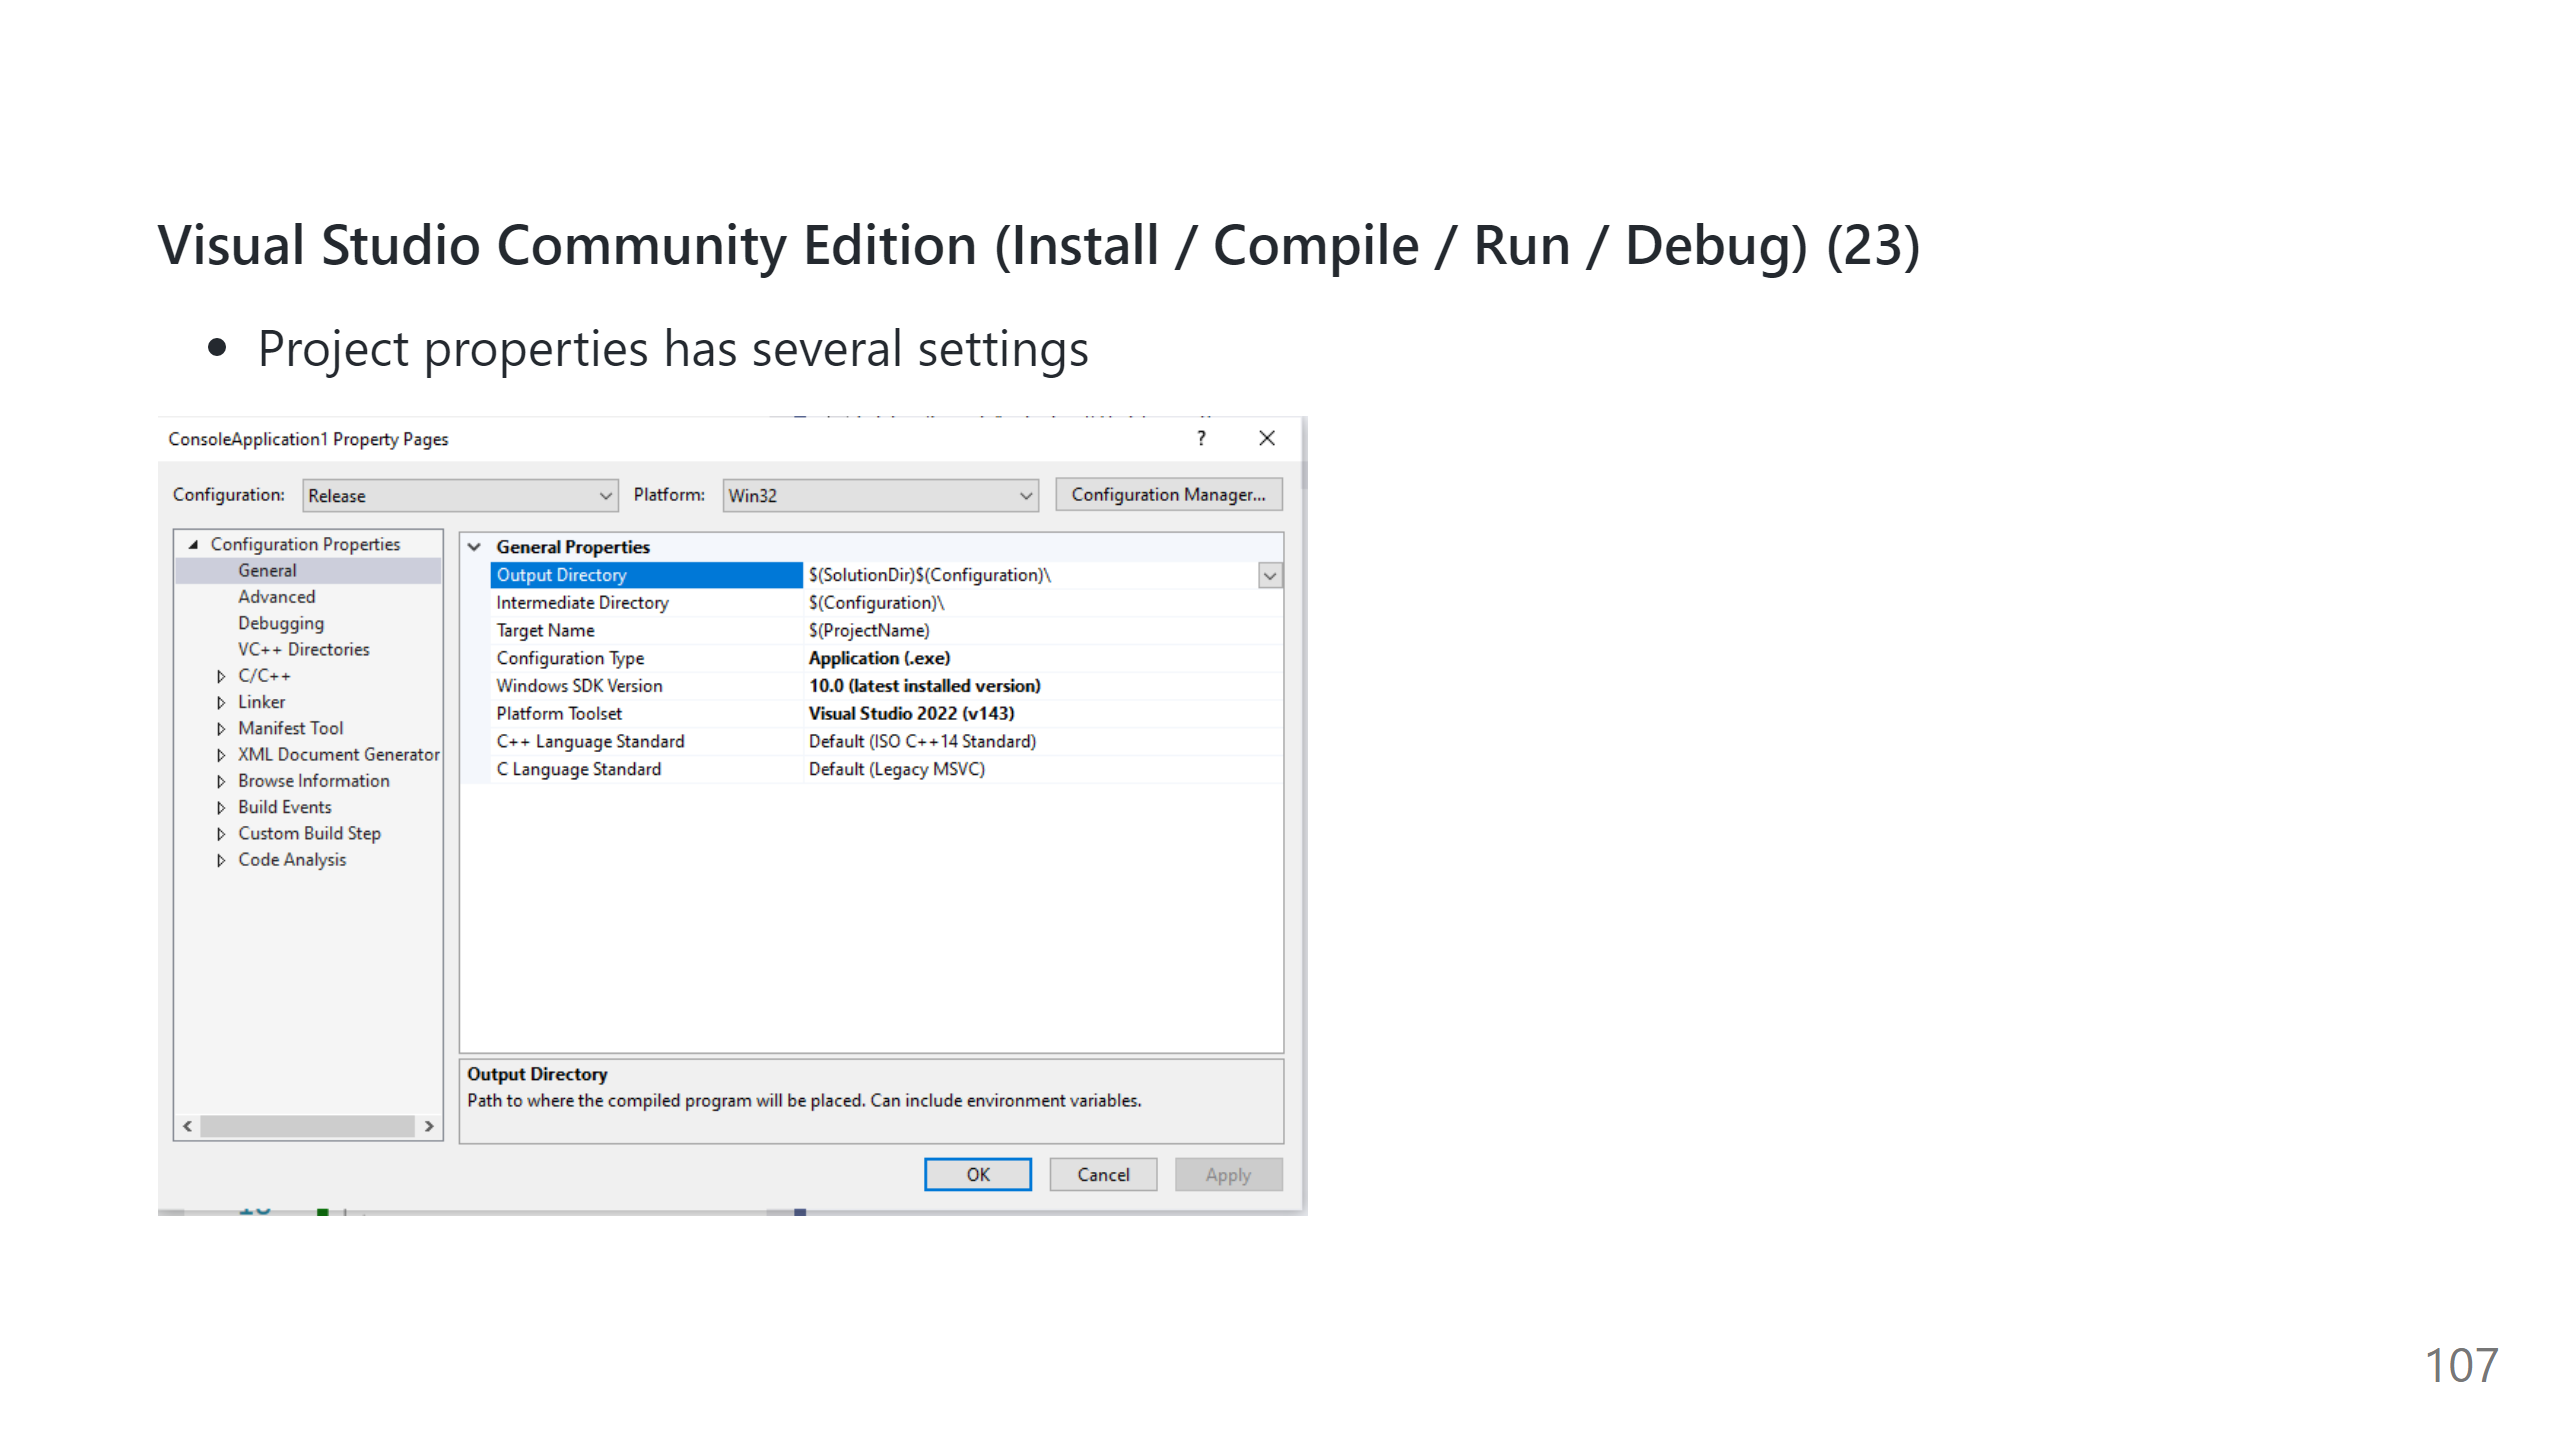 Visual Studio Community Edition (Install / Compile / Run / Debug) (23)
• Project properties has several settings
ConsoleApplication1 Property Pages ?
Configuration: Release Platform: Win32 Configuration Manager...
Configuration Properties
General
Advanced
Debugging
VC++ Directories
C/C++
Linker
Manifest Tool
XML Document Generator
Browse Information
Build Events
Custom Build Step
Code Analysis
General Properties
Output Directory $(SolutionDir)$(Configuration)\
Intermediate Directory $(Configuration)\
Target Name $(ProjectName)
Configuration Type Application (.exe)
Windows SDK Version 10.0 (latest installed version)
Platform Toolset Visual Studio 2022 (v143)
C++ Language Standard Default (ISO C++14 Standard)
C Language Standard Default (Legacy MSVC)
Output Directory
Path to where the compiled program will be placed. Can include environment variables.
OK Cancel Apply
107